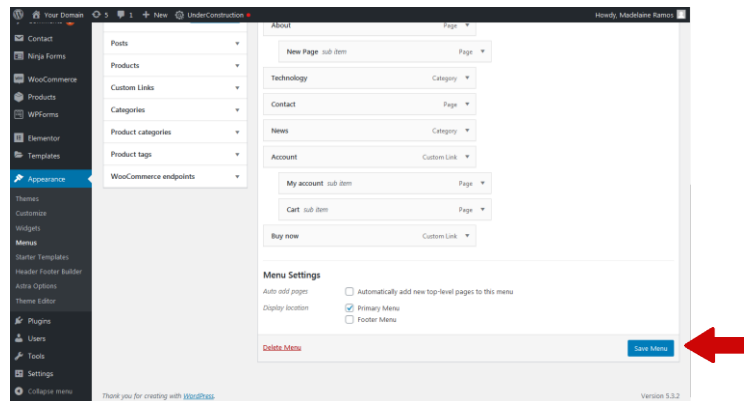 Your Domain 5 1 + New UnderConstruction
Howdy, Madelaine Ramos
Contact
Ninja Forms
WooCommerce
Products
WPForms
Elementor
Templates
Appearance
Themes
Customize
Widgets
Menus
Starter Templates
Header Footer Builder
Astra Options
Theme Editor
Plugins
Users
Tools
Settings
Collapse menu
Posts
Products
Custom Links
Categories
Product categories
Product tags
WooCommerce endpoints
About Page
New Page sub item Page
Technology Category
Contact Page
News Category
Account Custom Link
My account sub item Page
Cart sub item Page
Buy now Custom Link
Menu Settings
Auto add pages Automatically add new top-level pages to this menu
Display location Primary Menu
Footer Menu
Delete Menu Save Menu
Thank you for creating with WordPress. Version 5.3.2